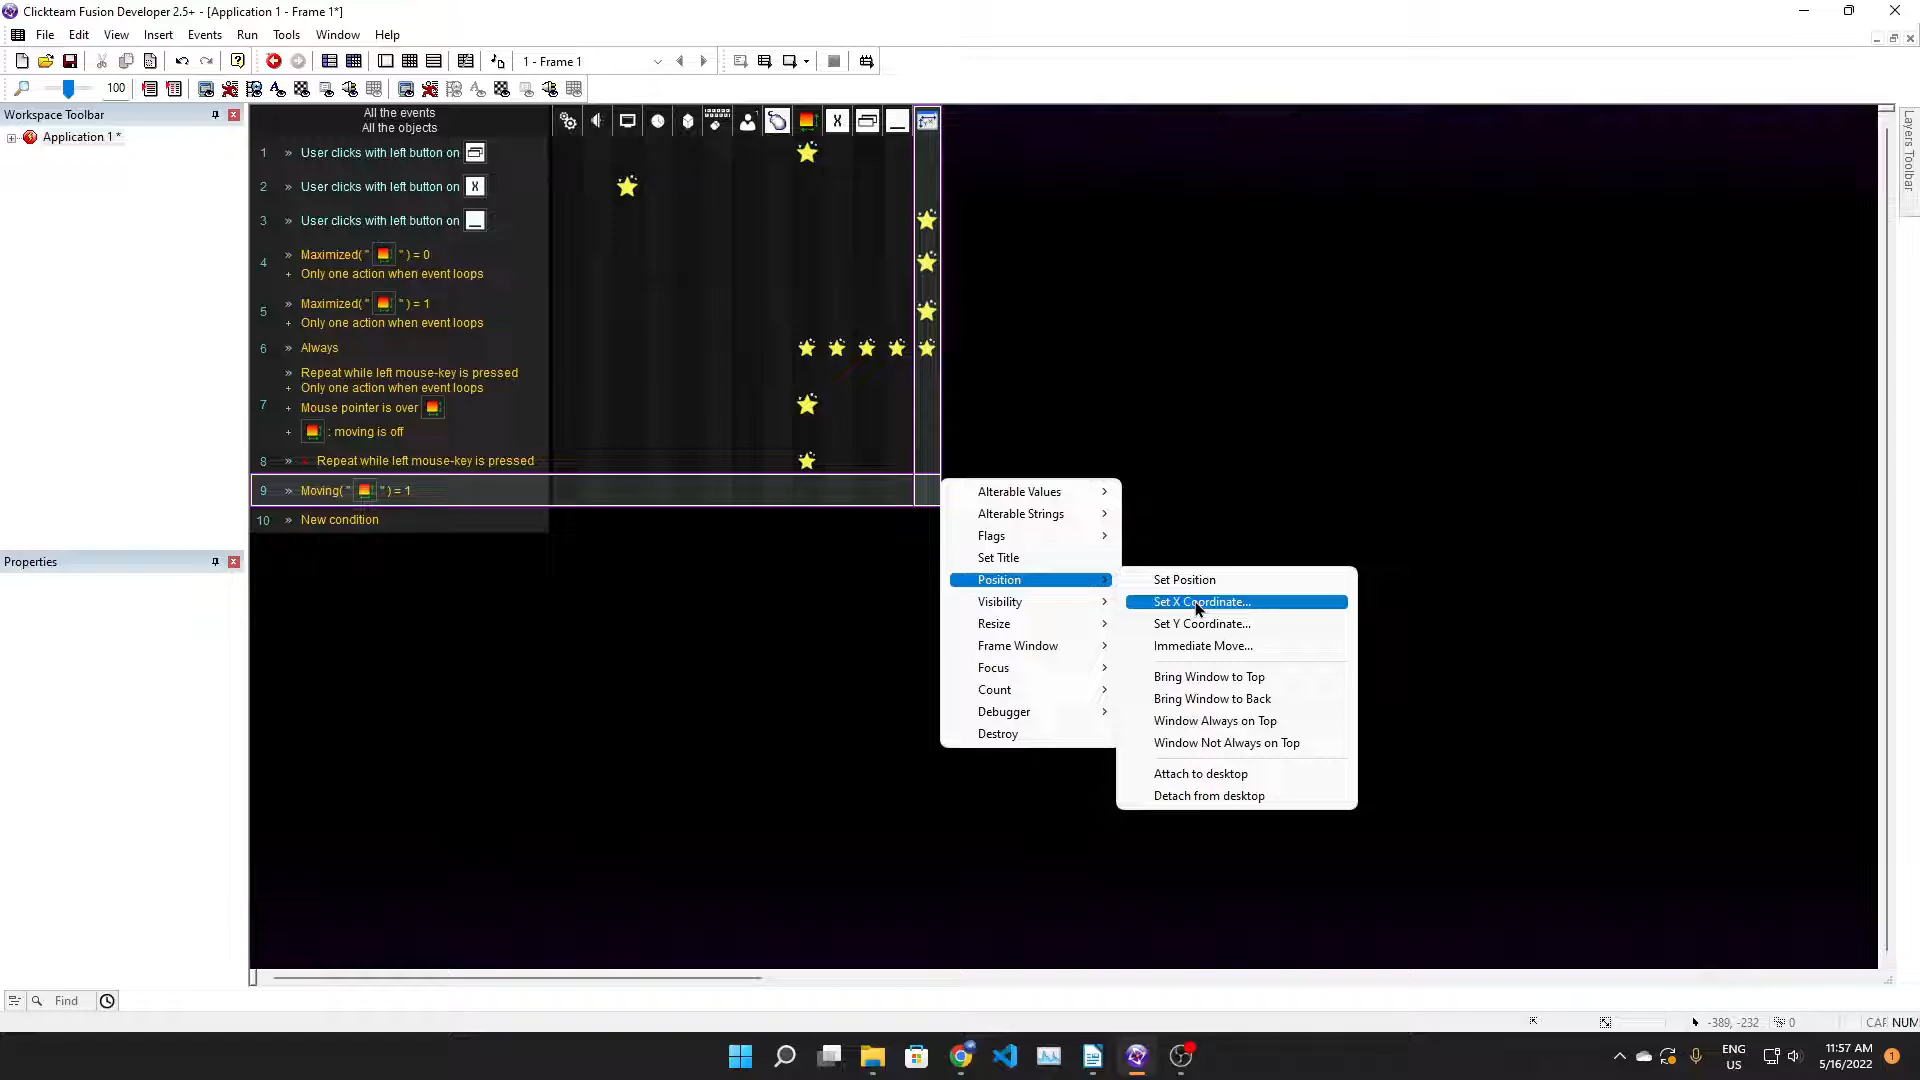 Clickteam Fusion Developer 2.5+ - [Application 1 - Frame 1*]
File Edit View Insert Events Run Tools Window Help
1 - Frame 1
100
Workspace Toolbar
Application 1 *
Properties
Layers Toolbar
All the events
All the objects
X
1 » User clicks with left button on
2 » User clicks with left button on X
3 » User clicks with left button on
4 » Maximized( " " ) = 0
+ Only one action when event loops
5 » Maximized( " " ) = 1
+ Only one action when event loops
6 » Always
» Repeat while left mouse-key is pressed
+ Only one action when event loops
7 + Mouse pointer is over
+ : moving is off
8 » Repeat while left mouse-key is pressed
9 » Moving( " " ) = 1
10 » New condition
Alterable Values
Alterable Strings
Flags
Set Title
Position
Visibility
Resize
Frame Window
Focus
Count
Debugger
Destroy
Set Position
Set X Coordinate...
Set Y Coordinate...
Immediate Move...
Bring Window to Top
Bring Window to Back
Window Always on Top
Window Not Always on Top
Attach to desktop
Detach from desktop
Find
-389, -232 0 CAP NUM
ENG
US
11:57 AM
5/16/2022
1